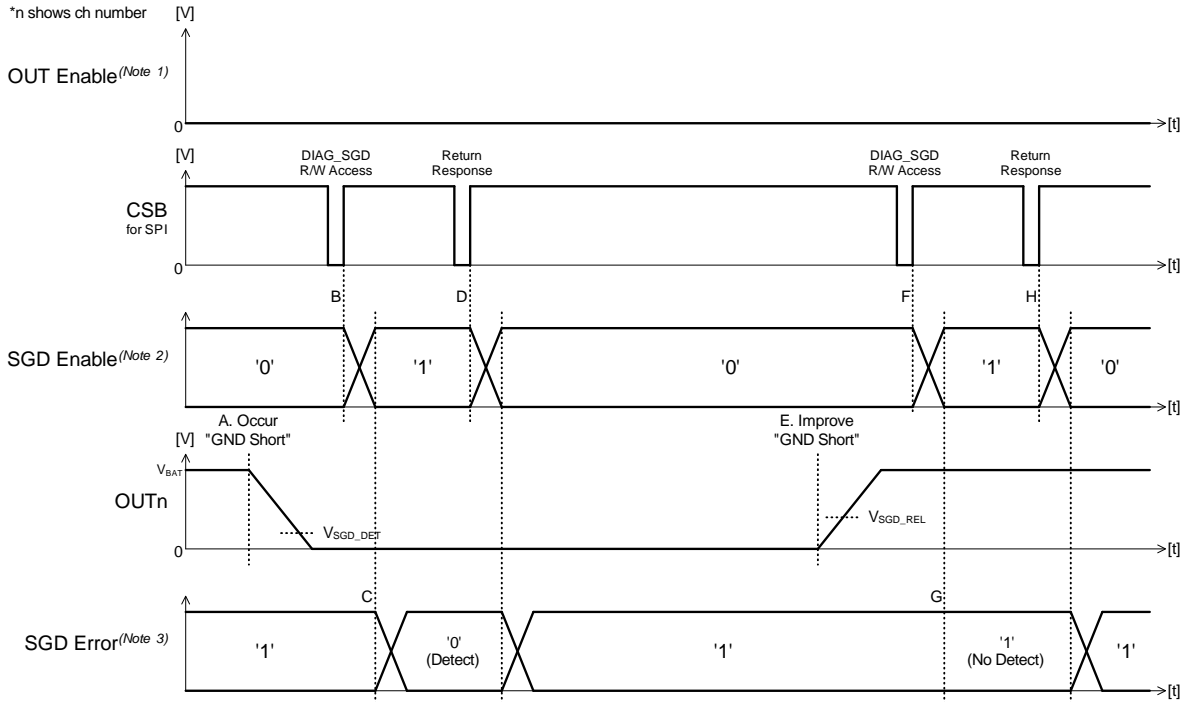 *n shows ch number
[V]
OUT Enable(Note 1)
0
[t]
[V]
DIAG_SGD
R/W Access
Return
Response
DIAG_SGD
R/W Access
Return
Response
CSB
for SPI
0
[t]
B
D
F
H
SGD Enable(Note 2)
'0'
'1'
'0'
'1'
'0'
[t]
A. Occur
"GND Short"
E. Improve
"GND Short"
[V]
VBAT
OUTn
VSGD_DET
VSGD_REL
0
[t]
C
G
SGD Error(Note 3)
'1'
'0'
(Detect)
'1'
'1'
(No Detect)
'1'
[t]